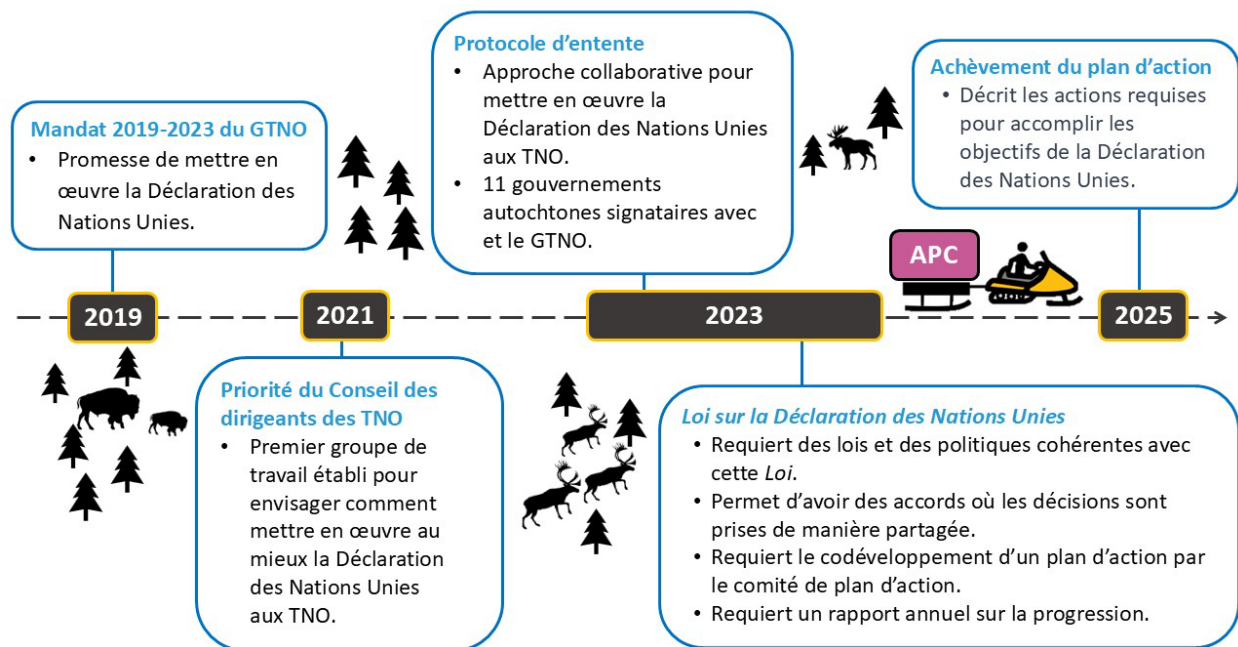 Mandat 2019-2023 du GTNO
• Promesse de mettre en
œuvre la Déclaration des
Nations Unies.
Protocole d'entente
• Approche collaborative pour
mettre en œuvre la
Déclaration des Nations Unies
aux TNO.
• 11 gouvernements
autochtones signataires avec
et le GTNO.
Achèvement du plan d'action
• Décrit les actions requises
pour accomplir les
objectifs de la Déclaration
des Nations Unies.
APC
2019
2021
2023
2025
Priorité du Conseil des
dirigeants des TNO
• Premier groupe de
travail établi pour
envisager comment
mettre en œuvre au
mieux la Déclaration
des Nations Unies
aux TNO.
Loi sur la Déclaration des Nations Unies
• Requiert des lois et des politiques cohérentes avec
cette Loi.
• Permet d'avoir des accords où les décisions sont
prises de manière partagée.
• Requiert le codéveloppement d'un plan d'action par
le comité de plan d'action.
• Requiert un rapport annuel sur la progression.